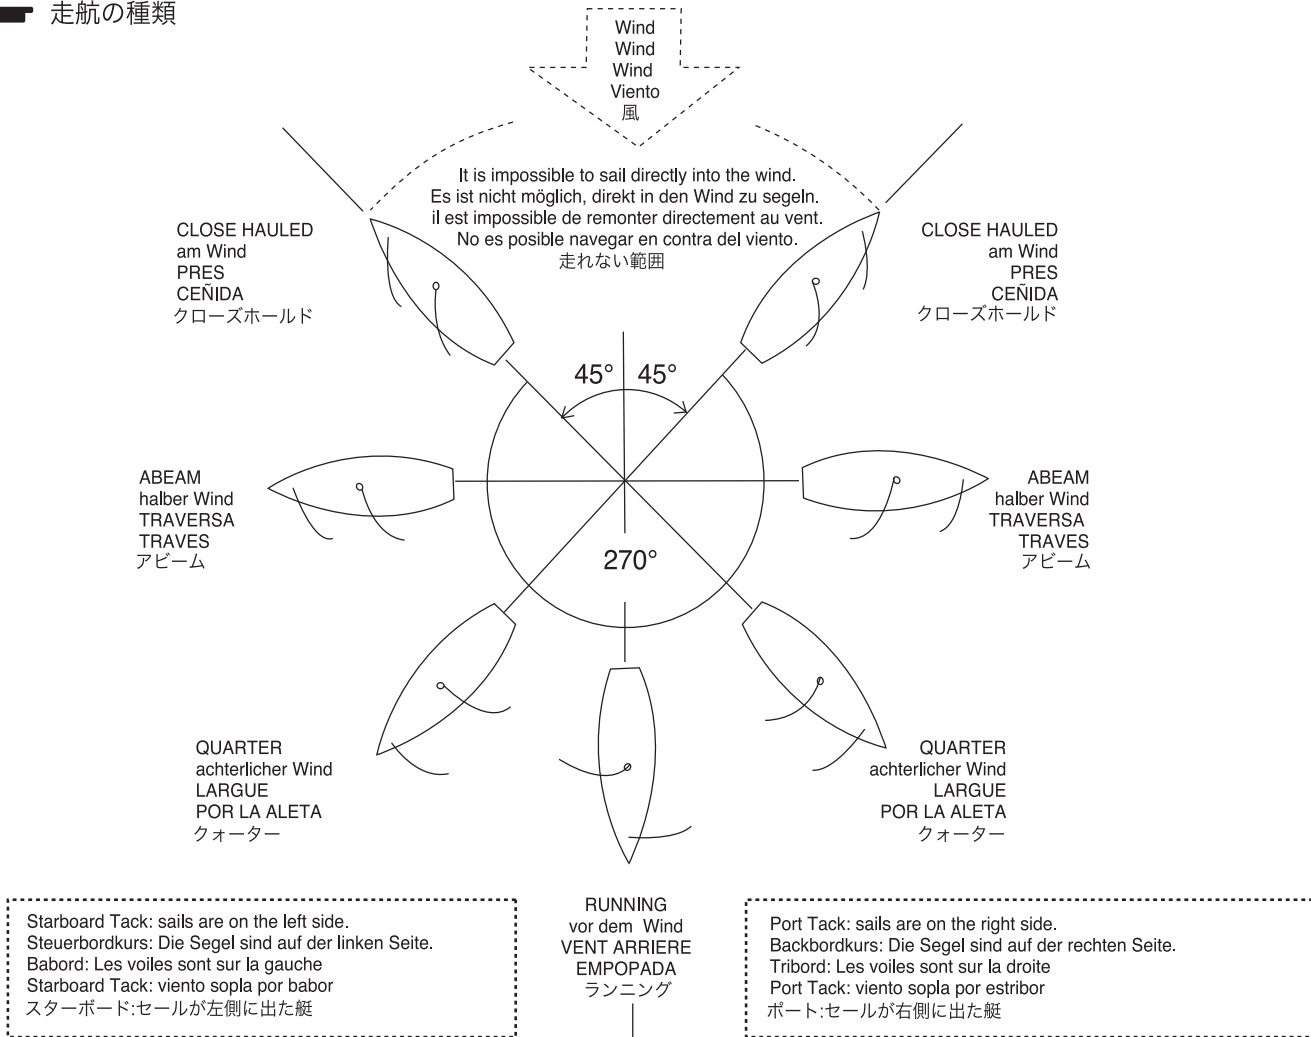 走航の種類
Wind
Wind
Wind
Viento
風
It is impossible to sail directly into the wind.
Es ist nicht möglich, direkt in den Wind zu segeln.
il est impossible de remonter directement au vent.
No es posible navegar en contra del viento.
走れない範囲
CLOSE HAULED
am Wind
PRES
CEÑIDA
クローズホールド
CLOSE HAULED
am Wind
PRES
CEÑIDA
クローズホールド
45° 45°
ABEAM
halber Wind
TRAVERSA
TRAVES
アビーム
270°
ABEAM
halber Wind
TRAVERSA
TRAVES
アビーム
QUARTER
achterlicher Wind
LARGUE
POR LA ALETA
クォーター
QUARTER
achterlicher Wind
LARGUE
POR LA ALETA
クォーター
Starboard Tack: sails are on the left side.
Steuerbordkurs: Die Segel sind auf der linken Seite.
Babord: Les voiles sont sur la gauche
Starboard Tack: viento sopla por babor
スターボード:セールが左側に出た艇
RUNNING
vor dem Wind
VENT ARRIERE
EMPOPADA
ランニング
Port Tack: sails are on the right side.
Backbordkurs: Die Segel sind auf der rechten Seite.
Tribord: Les voiles sont sur la droite
Port Tack: viento sopla por estribor
ポート:セールが右側に出た艇